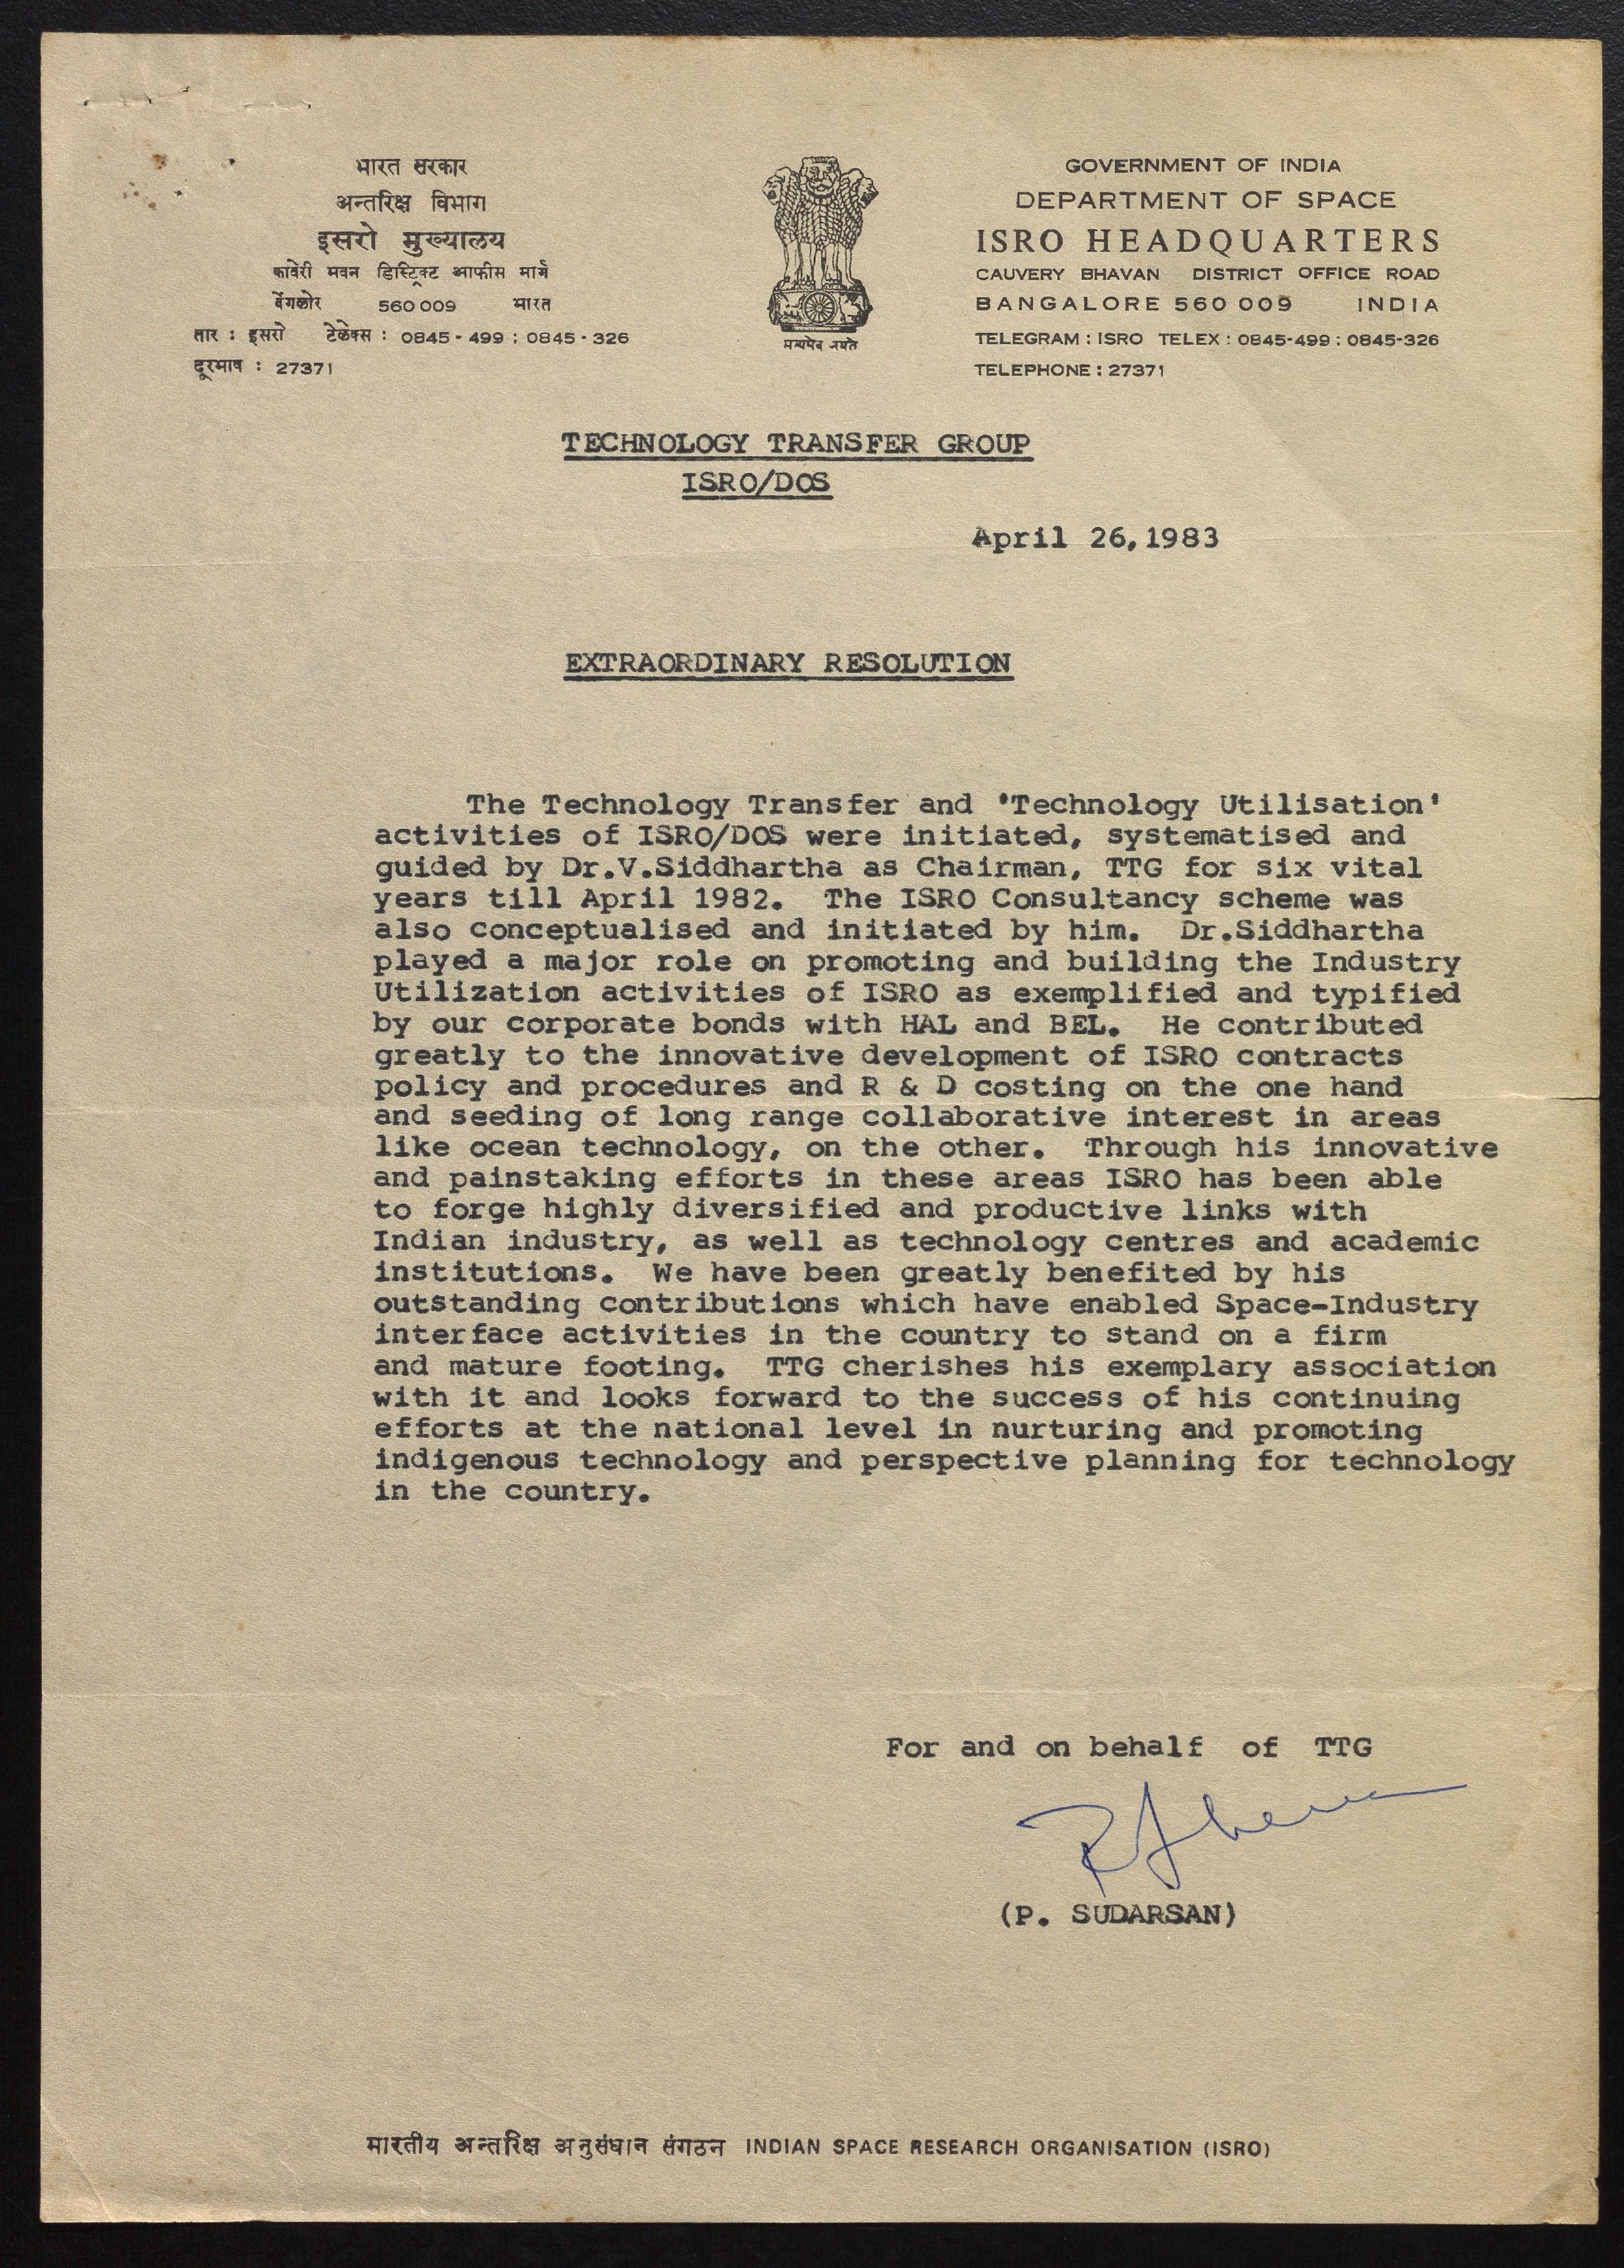 भारत सरकार
अन्तरिक्ष विभाग
इसरो मुख्यालय
कावेरी भवन डिस्ट्रिक्ट आफीस मार्ग
बेंगलोर 560 009 भारत
तार : इसरो टेलेक्स : 0845-499 : 0845-326
दूरभाष : 27371
सत्यमेव जयते
GOVERNMENT OF INDIA
DEPARTMENT OF SPACE
ISRO HEADQUARTERS
CAUVERY BHAVAN DISTRICT OFFICE ROAD
BANGALORE 560 009 INDIA
TELEGRAM : ISRO TELEX : 0845-499 : 0845-326
TELEPHONE : 27371
TECHNOLOGY TRANSFER GROUP
ISRO/DOS
April 26,1983
EXTRAORDINARY RESOLUTION
The Technology Transfer and 'Technology Utilisation'
activities of ISRO/DOS were initiated, systematised and
guided by Dr.V.Siddhartha as Chairman, TTG for six vital
years till April 1982. The ISRO Consultancy scheme was
also conceptualised and initiated by him. Dr.Siddhartha
played a major role on promoting and building the Industry
Utilization activities of ISRO as exemplified and typified
by our corporate bonds with HAL and BEL. He contributed
greatly to the innovative development of ISRO contracts
policy and procedures and R & D costing on the one hand
and seeding of long range collaborative interest in areas
like ocean technology, on the other. Through his innovative
and painstaking efforts in these areas ISRO has been able
to forge highly diversified and productive links with
Indian industry, as well as technology centres and academic
institutions. We have been greatly benefited by his
outstanding contributions which have enabled Space-Industry
interface activities in the country to stand on a firm
and mature footing. TTG cherishes his exemplary association
with it and looks forward to the success of his continuing
efforts at the national level in nurturing and promoting
indigenous technology and perspective planning for technology
in the country.
For and on behalf of TTG
(P. SUDARSAN)
भारतीय अन्तरिक्ष अनुसंधान संगठन INDIAN SPACE RESEARCH ORGANISATION (ISRO)